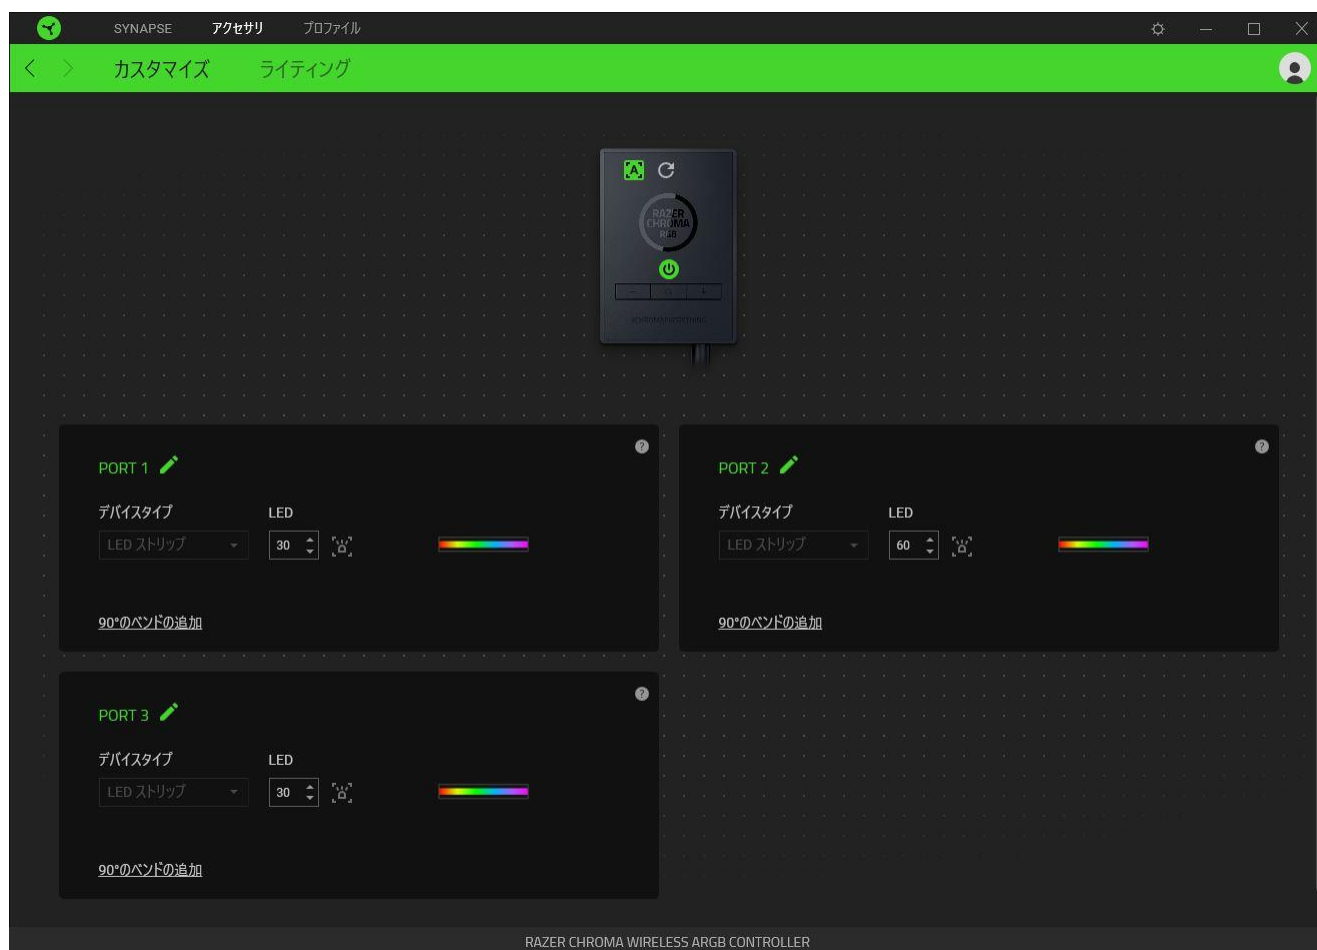 SYNAPSE アクセサリ プロファイル
カスタマイズ ライティング
A
RAZER
CHROMA
RGB
PORT 1
デバイスタイプ LED
LED ストリップ 30
90°のベンドの追加
PORT 2
デバイスタイプ LED
LED ストリップ 60
90°のベンドの追加
PORT 3
デバイスタイプ LED
LED ストリップ 30
90°のベンドの追加
RAZER CHROMA WIRELESS ARGB CONTROLLER